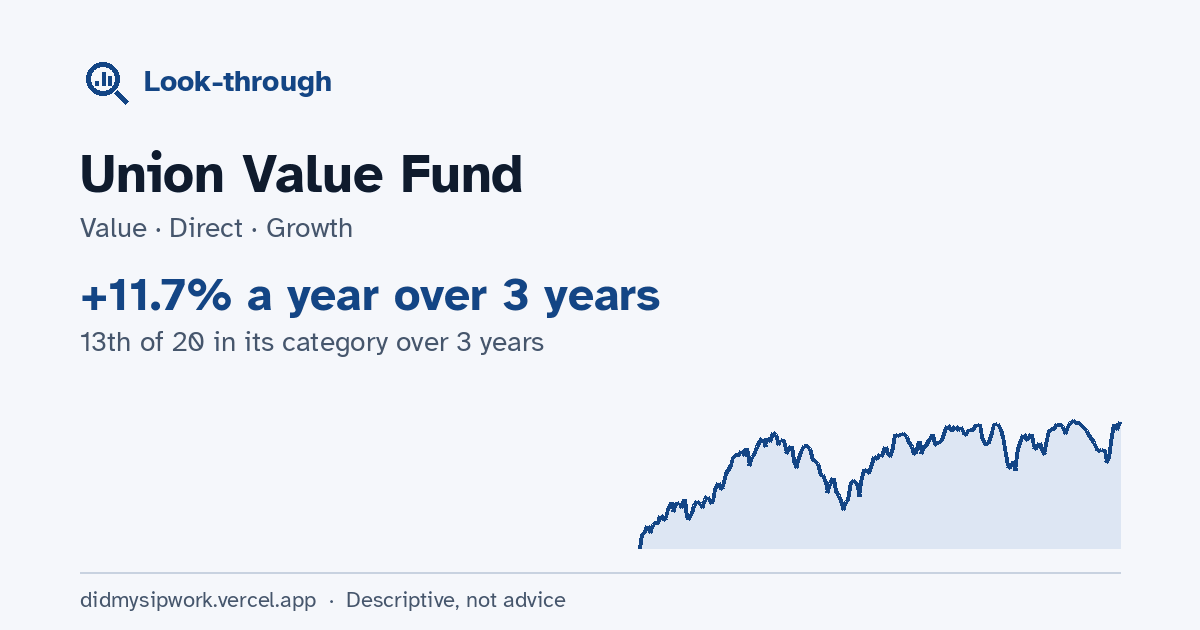 Look-through
Union Value Fund
Value · Direct · Growth
+11.7% a year over 3 years
13th of 20 in its category over 3 years
didmysipwork.vercel.app · Descriptive, not advice